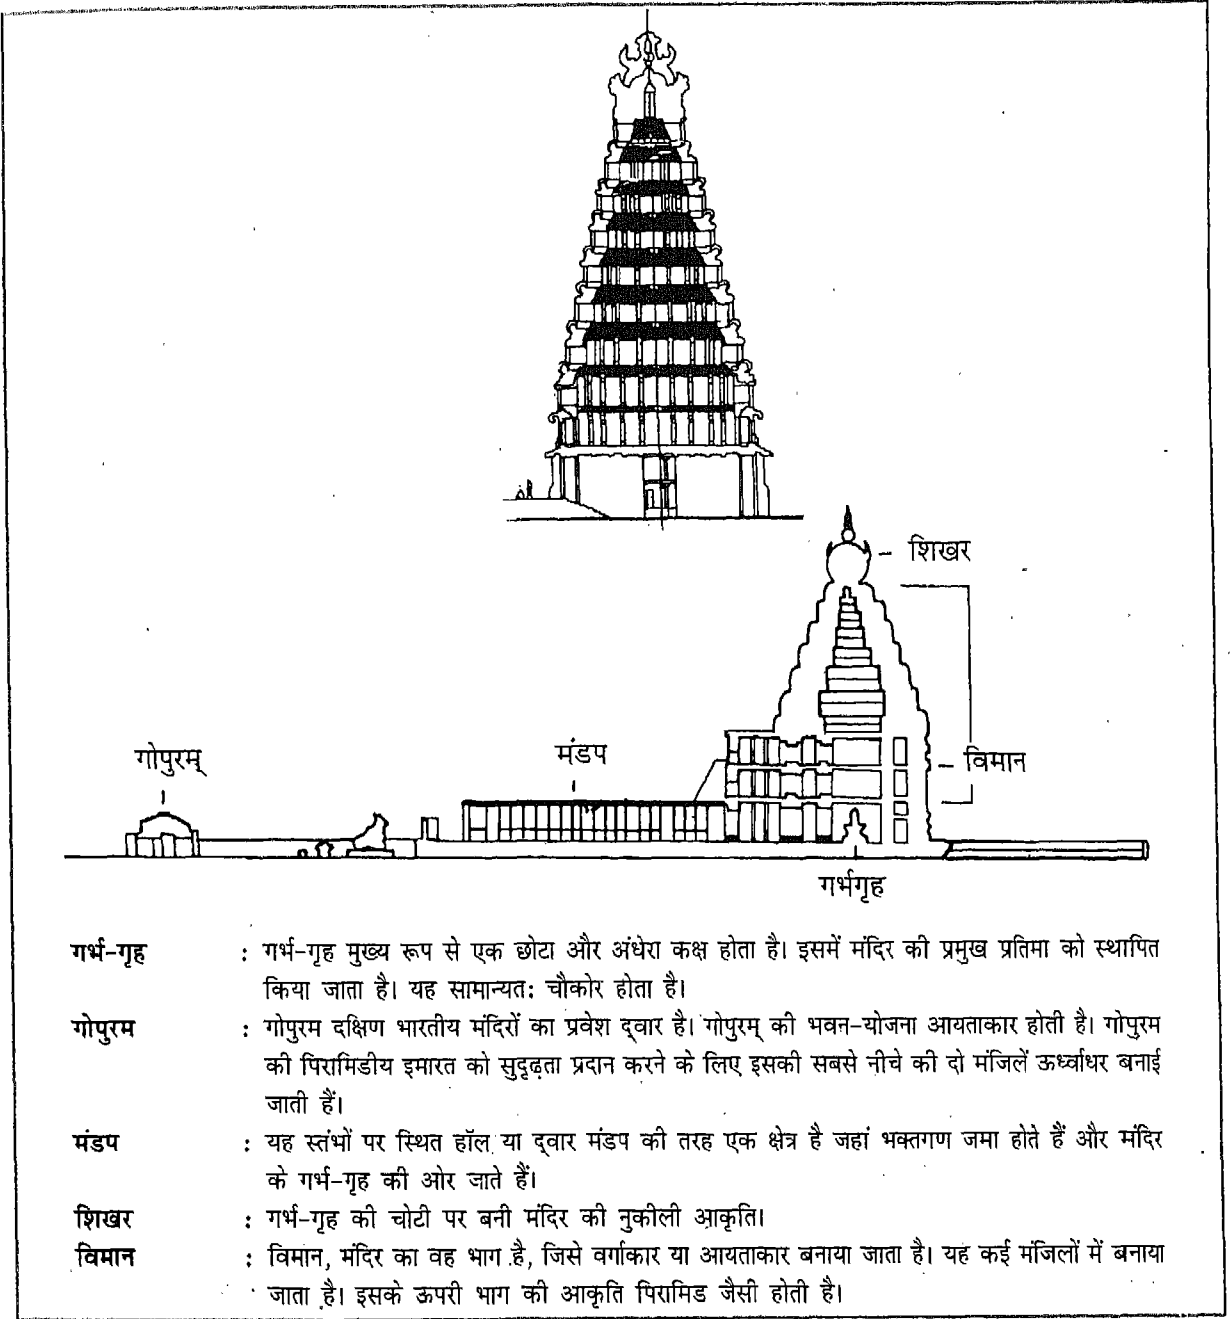 शिखर
गोपुरम्
मंडप
विमान
गर्भगृह
गर्भ-गृह : गर्भ-गृह मुख्य रूप से एक छोटा और अंधेरा कक्ष होता है। इसमें मंदिर की प्रमुख प्रतिमा को स्थापित
किया जाता है। यह सामान्यत: चौकोर होता है।
गोपुरम : गोपुरम दक्षिण भारतीय मंदिरों का प्रवेश द्वार है। गोपुरम् की भवन-योजना आयताकार होती है। गोपुरम
की पिरामिडीय इमारत को सुदृढ़ता प्रदान करने के लिए इसकी सबसे नीचे की दो मंजिलें ऊर्ध्वाधर बनाई
जाती हैं।
मंडप : यह स्तंभों पर स्थित हॉल या द्वार मंडप की तरह एक क्षेत्र है जहां भक्तगण जमा होते हैं और मंदिर
के गर्भ-गृह की ओर जाते हैं।
शिखर : गर्भ-गृह की चोटी पर बनी मंदिर की नुकीली आकृति।
विमान : विमान, मंदिर का वह भाग है, जिसे वर्गाकार या आयताकार बनाया जाता है। यह कई मंजिलों में बनाया
जाता है। इसके ऊपरी भाग की आकृति पिरामिड जैसी होती है।